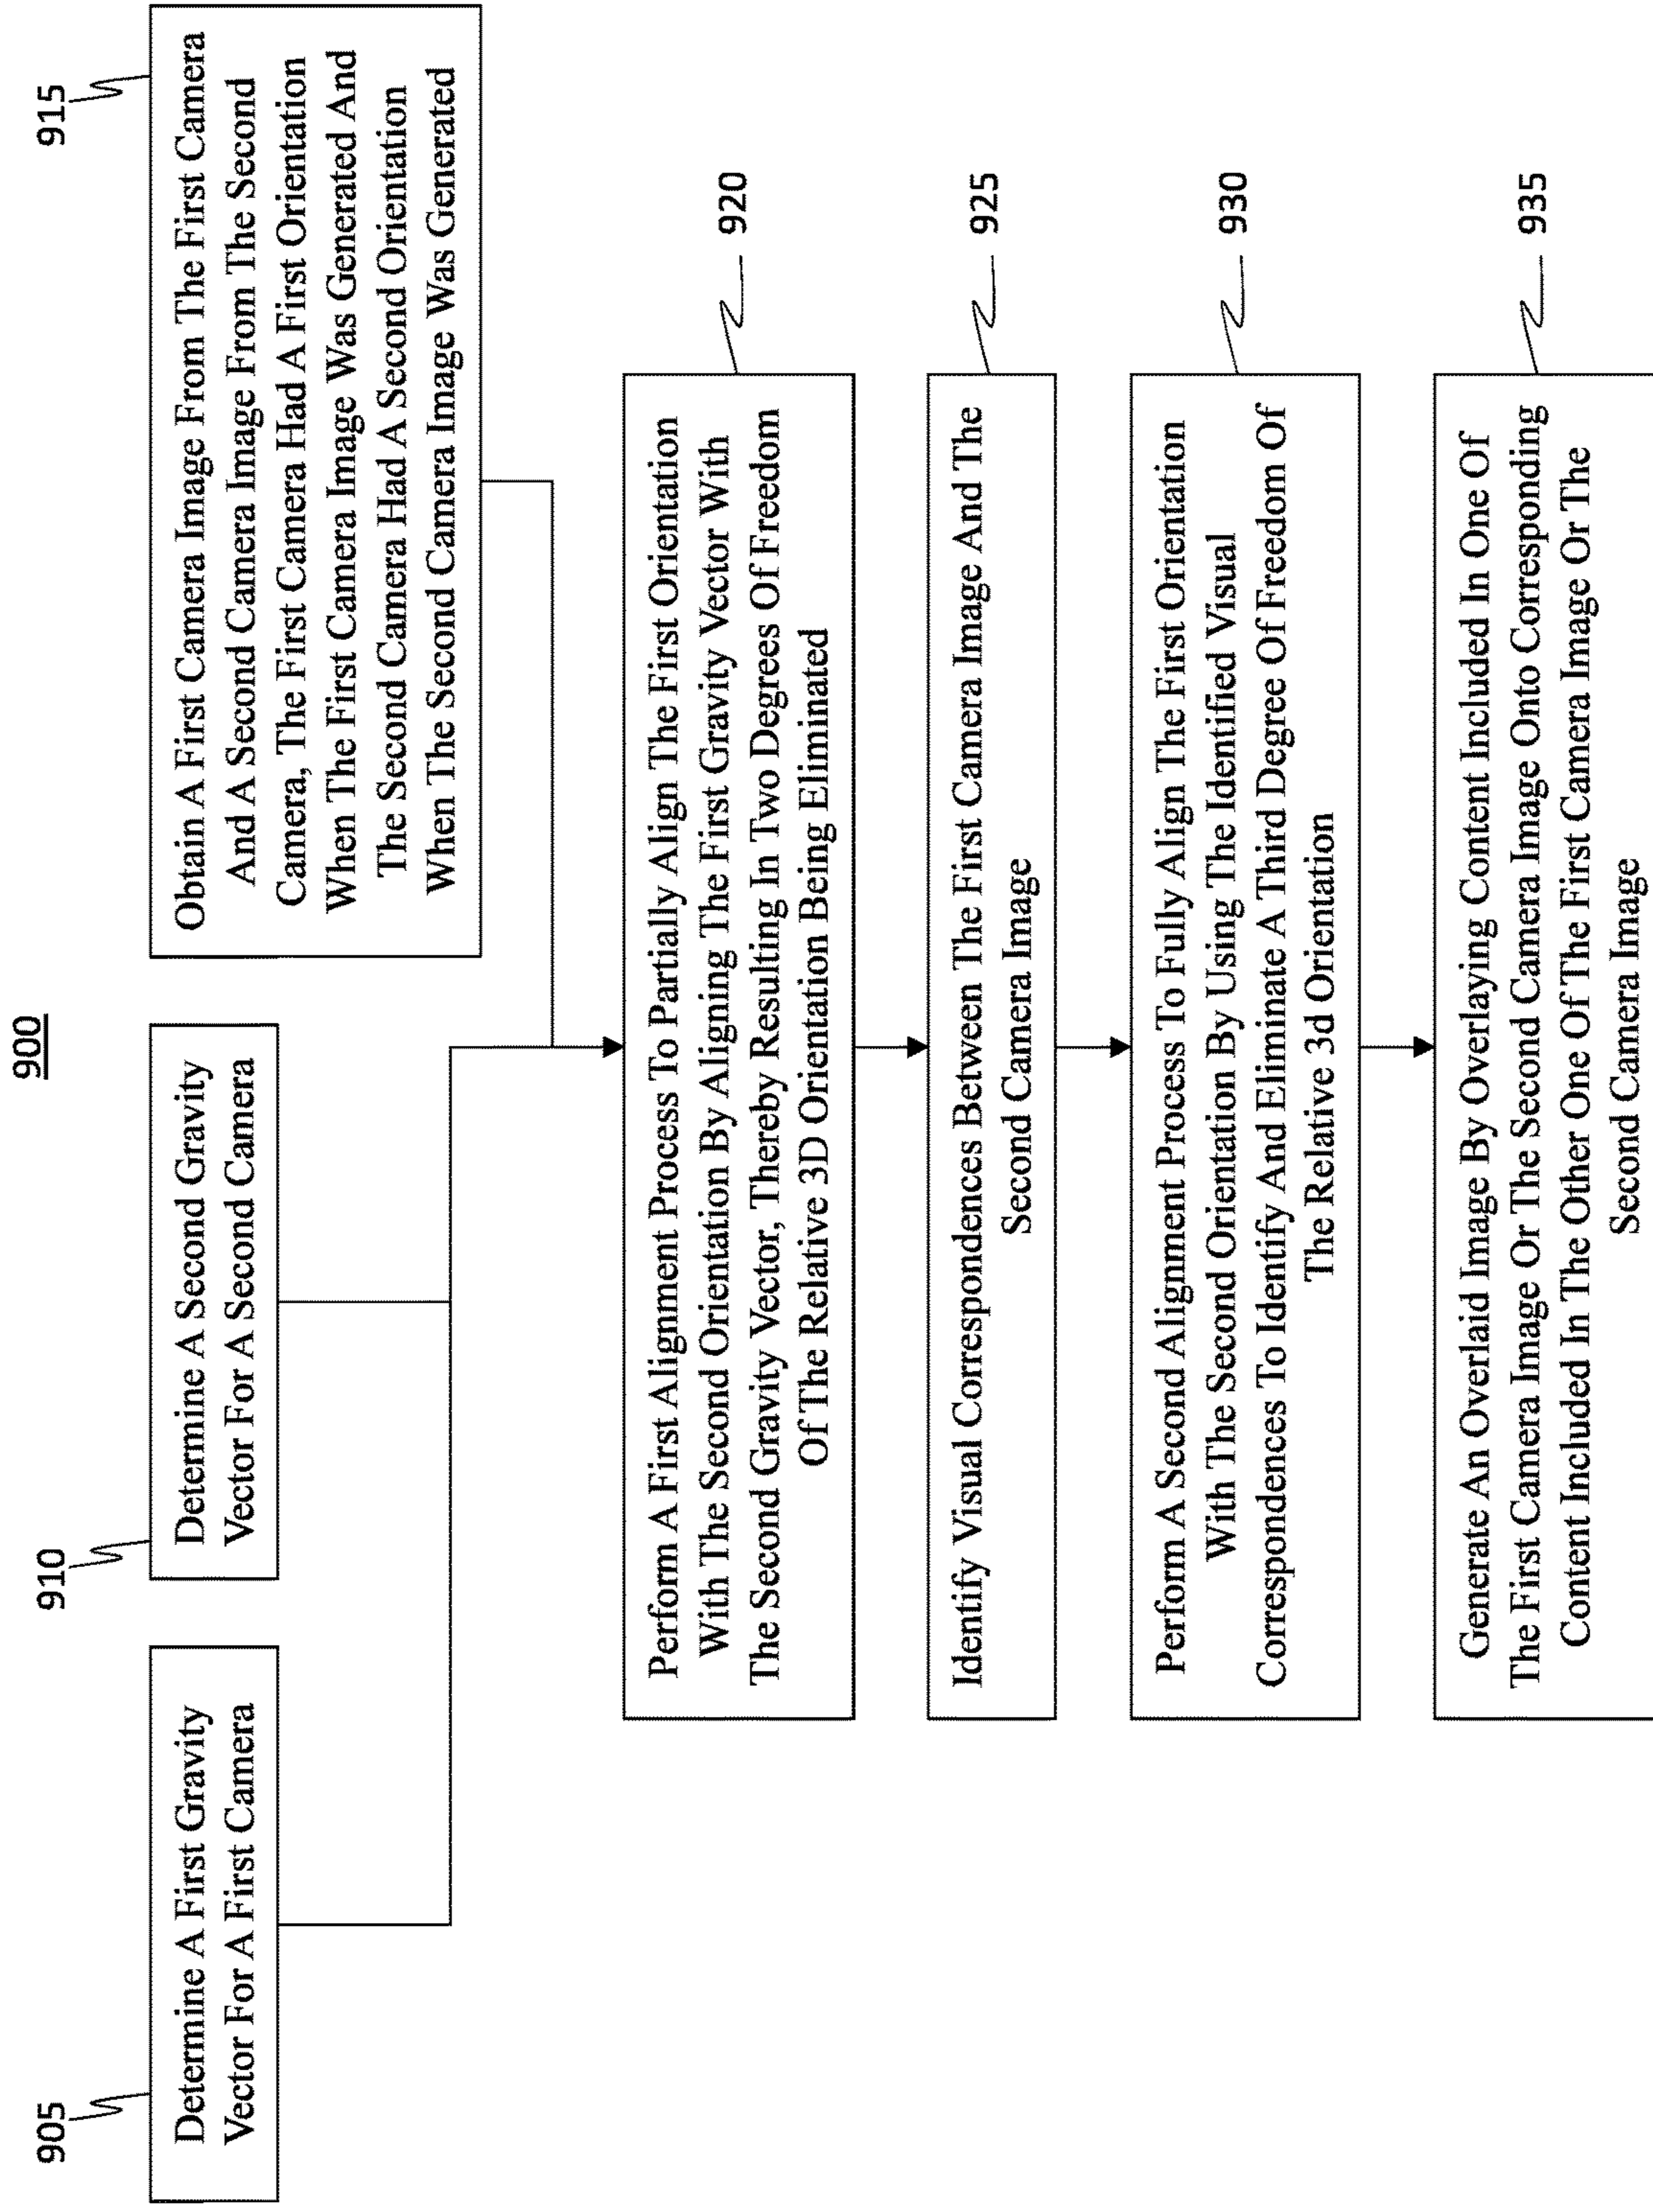 900
905
Determine A First Gravity
Vector For A First Camera
910
Determine A Second Gravity
Vector For A Second Camera
915
Obtain A First Camera Image From The First Camera
And A Second Camera Image From The Second
Camera, The First Camera Had A First Orientation
When The First Camera Image Was Generated And
The Second Camera Had A Second Orientation
When The Second Camera Image Was Generated
920
Perform A First Alignment Process To Partially Align The First Orientation
With The Second Orientation By Aligning The First Gravity Vector With
The Second Gravity Vector, Thereby Resulting In Two Degrees Of Freedom
Of The Relative 3D Orientation Being Eliminated
925
Identify Visual Correspondences Between The First Camera Image And The
Second Camera Image
930
Perform A Second Alignment Process To Fully Align The First Orientation
With The Second Orientation By Using The Identified Visual
Correspondences To Identify And Eliminate A Third Degree Of Freedom Of
The Relative 3d Orientation
935
Generate An Overlaid Image By Overlaying Content Included In One Of
The First Camera Image Or The Second Camera Image Onto Corresponding
Content Included In The Other One Of The First Camera Image Or The
Second Camera Image